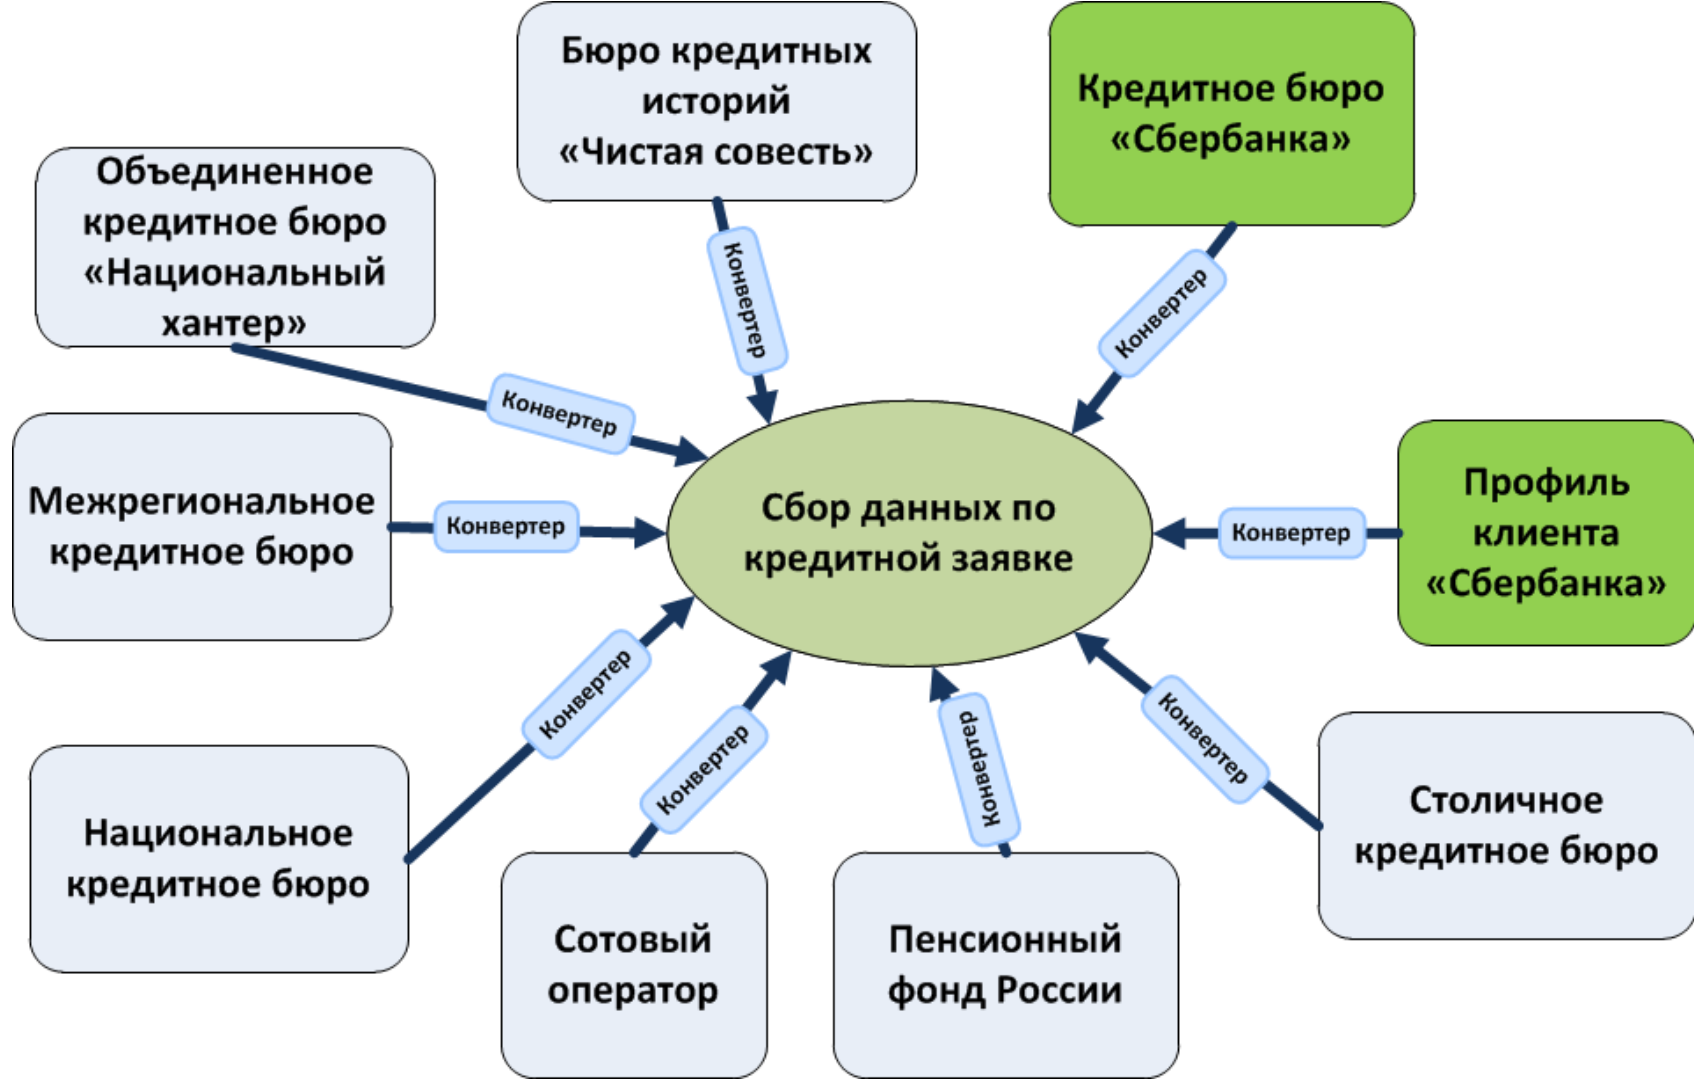 Бюро кредитных
историй
«Чистая совесть»
Кредитное бюро
«Сбербанка»
Объединенное
кредитное бюро
«Национальный
хантер»
Конвертер
Конвертер
Конвертер
Межрегиональное
кредитное бюро
Конвертер
Сбор данных по
кредитной заявке
Конвертер
Профиль
клиента
«Сбербанка»
Конвертер
Конвертер
Конвертер
Конвертер
Национальное
кредитное бюро
Сотовый
оператор
Пенсионный
фонд России
Столичное
кредитное бюро